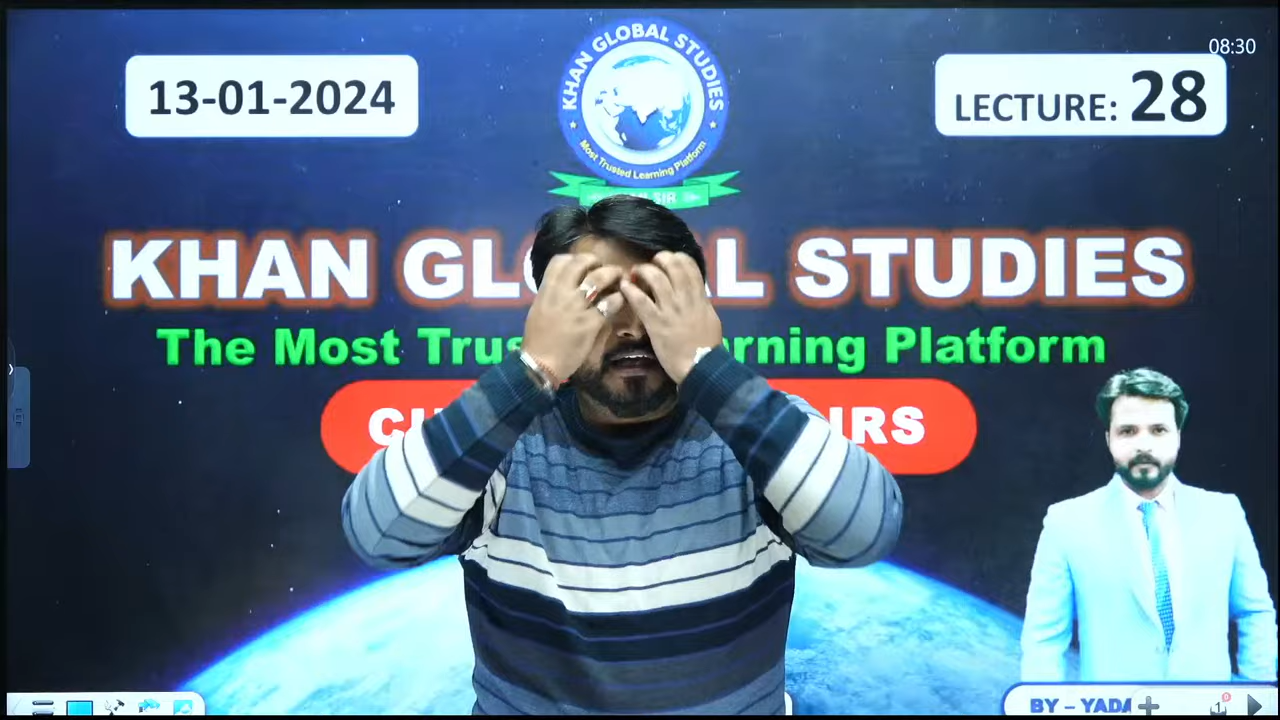 08:30
13-01-2024
KHAN GLOBAL STUDIES
Most Trusted Learning Platform
LECTURE: 28
KHAN GL L STUDIES
The Most Trus rning Platform
CU IRS
BY – YADA